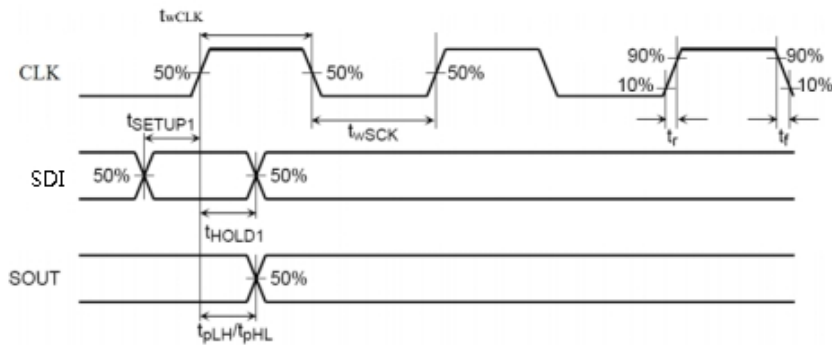 twCLK
CLK
50%
50%
50%
90%
10%
90%
10%
tSETUP1
twSCK
tr
tf
SDI
50%
50%
tHOLD1
SOUT
50%
tpLH/tpHL